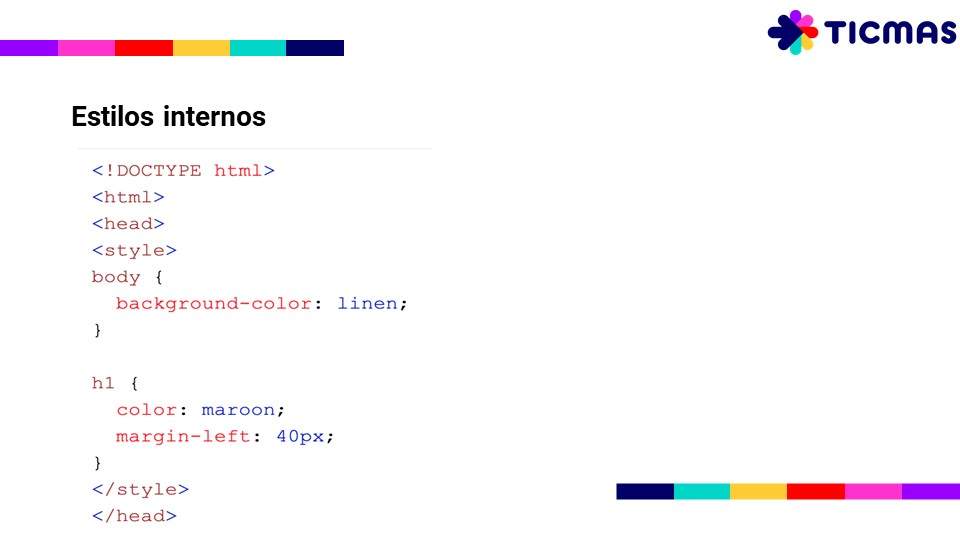 TICMAS
Estilos internos
<!DOCTYPE html>
<html>
<head>
<style>
body {
  background-color: linen;
}

h1 {
  color: maroon;
  margin-left: 40px;
}
</style>
</head>